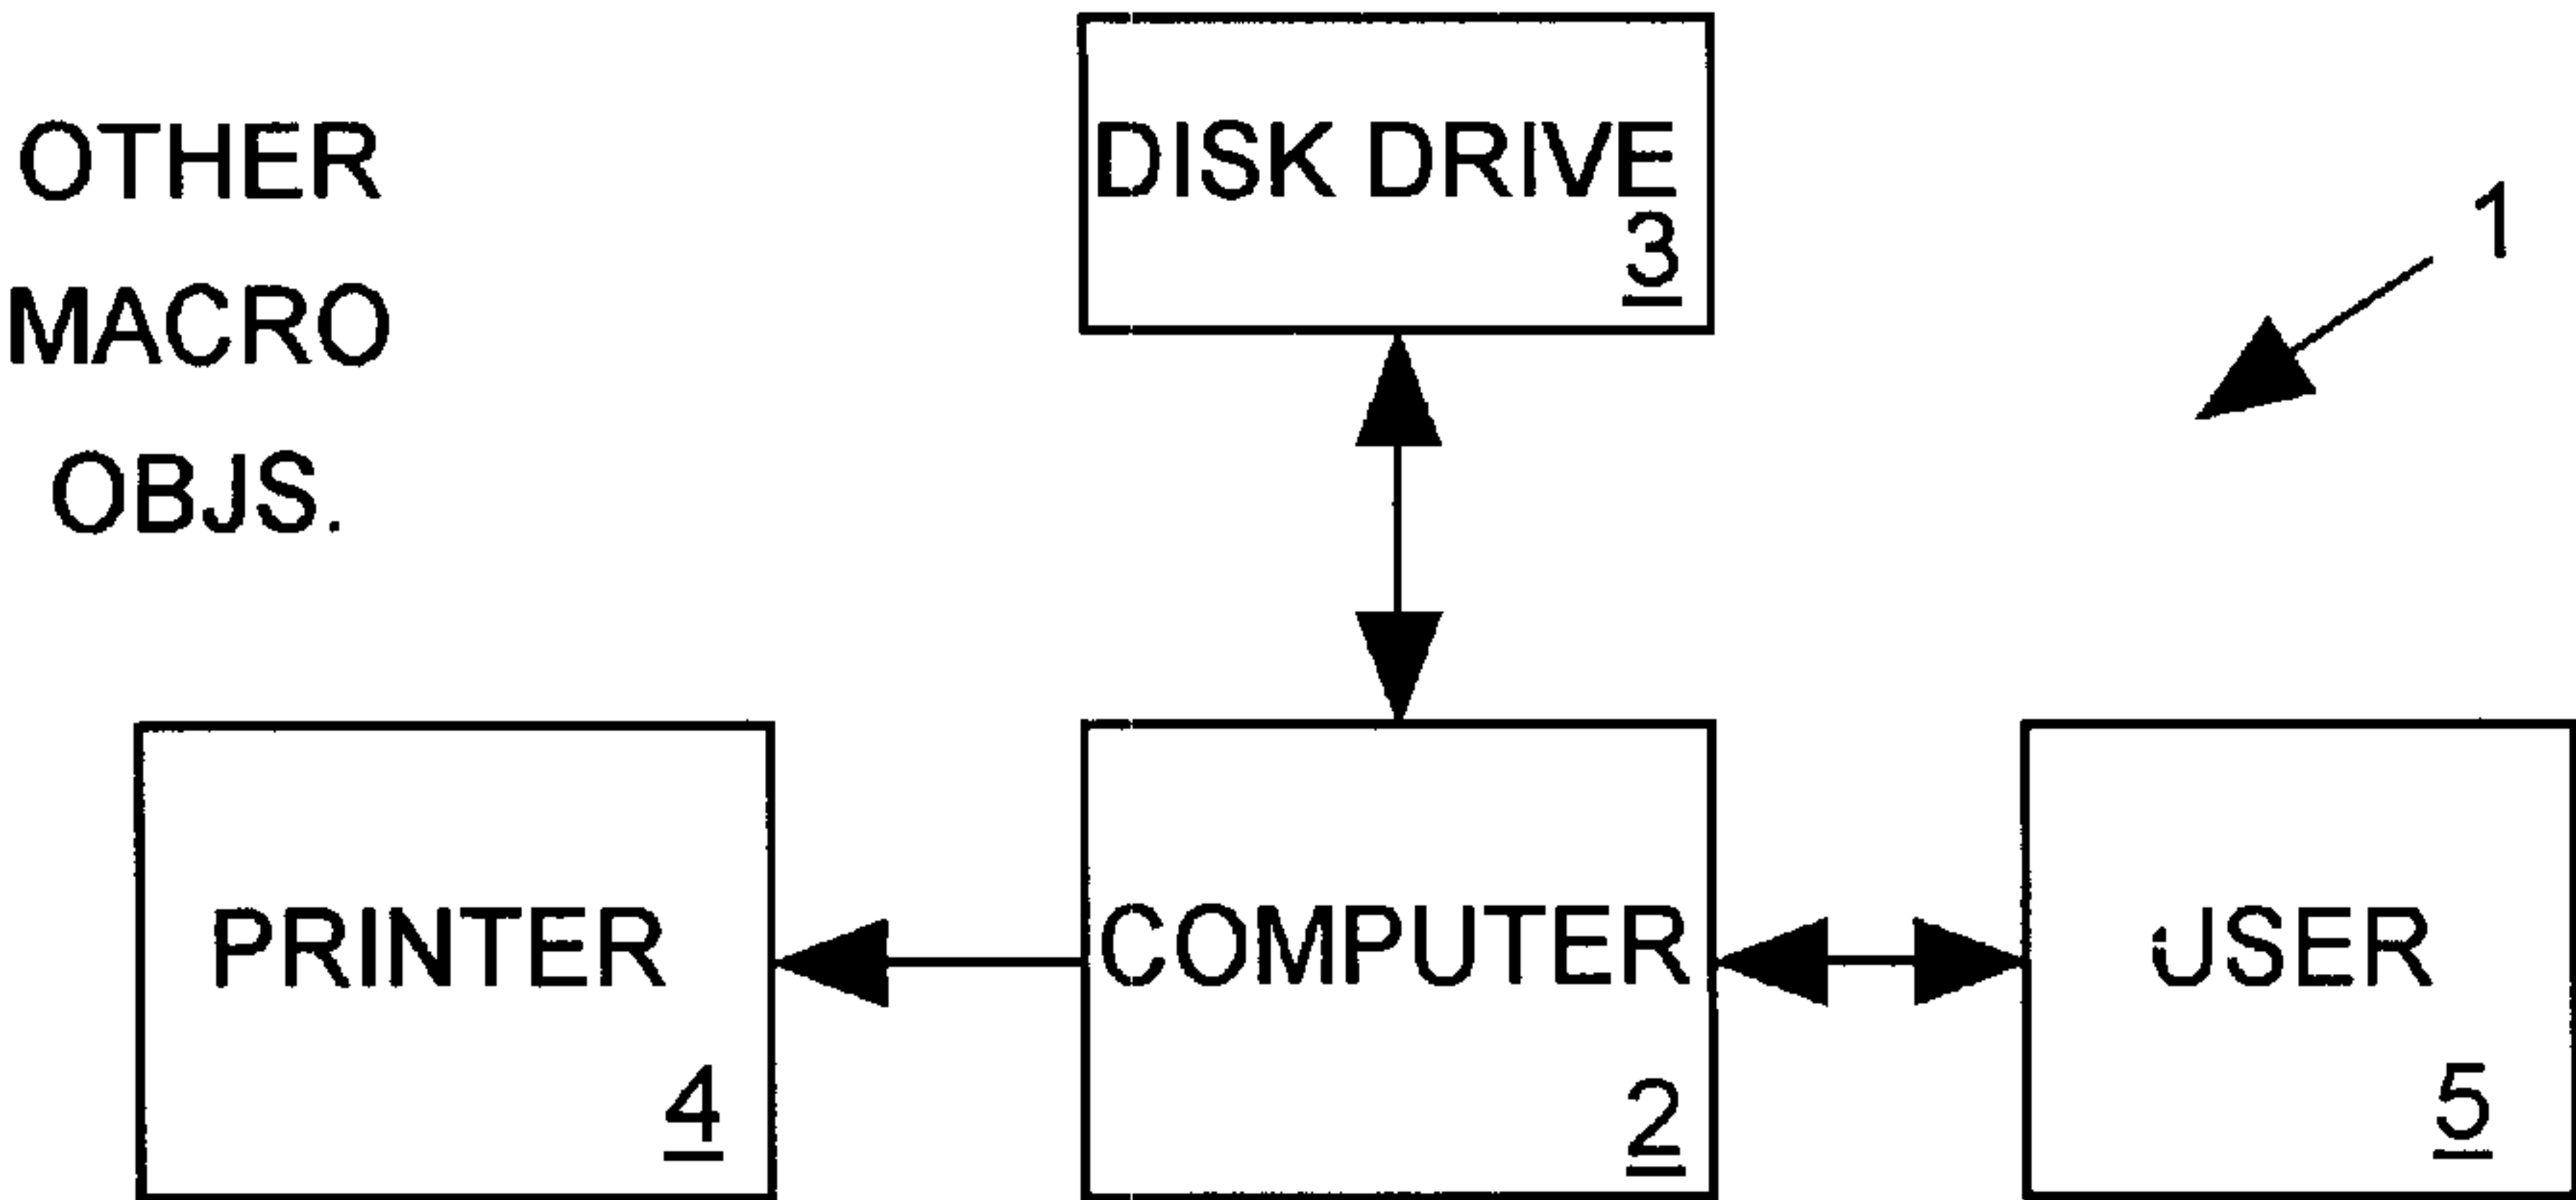 OTHER
MACRO
OBJS.
DISK DRIVE
3
1
PRINTER
4
COMPUTER
2
USER
5